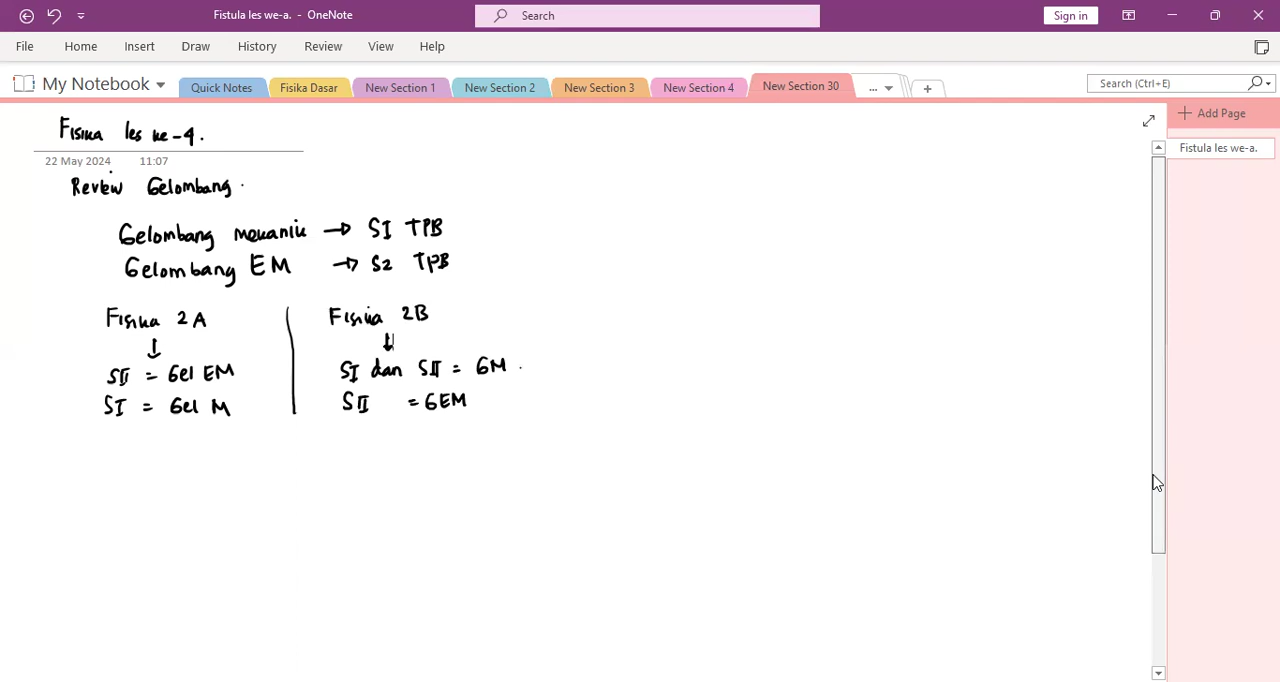 Fistula les we-a. - OneNote
Search
Sign in
File Home Insert Draw History Review View Help
My Notebook
Quick Notes Fisika Dasar New Section 1 New Section 2 New Section 3 New Section 4 New Section 30 ... +
Search (Ctrl+E)
Add Page
Fistula les we-a.
Fisika les ke-4.
22 May 2024 11:07
Review Gelombang.
Gelombang mekanik → SI TPB
Gelombang EM → S2 TPB
Fisika 2A
↓
SII = Gel EM
SI = Gel M
Fisika 2B
↓
SI dan SII = GM.
SII = GEM